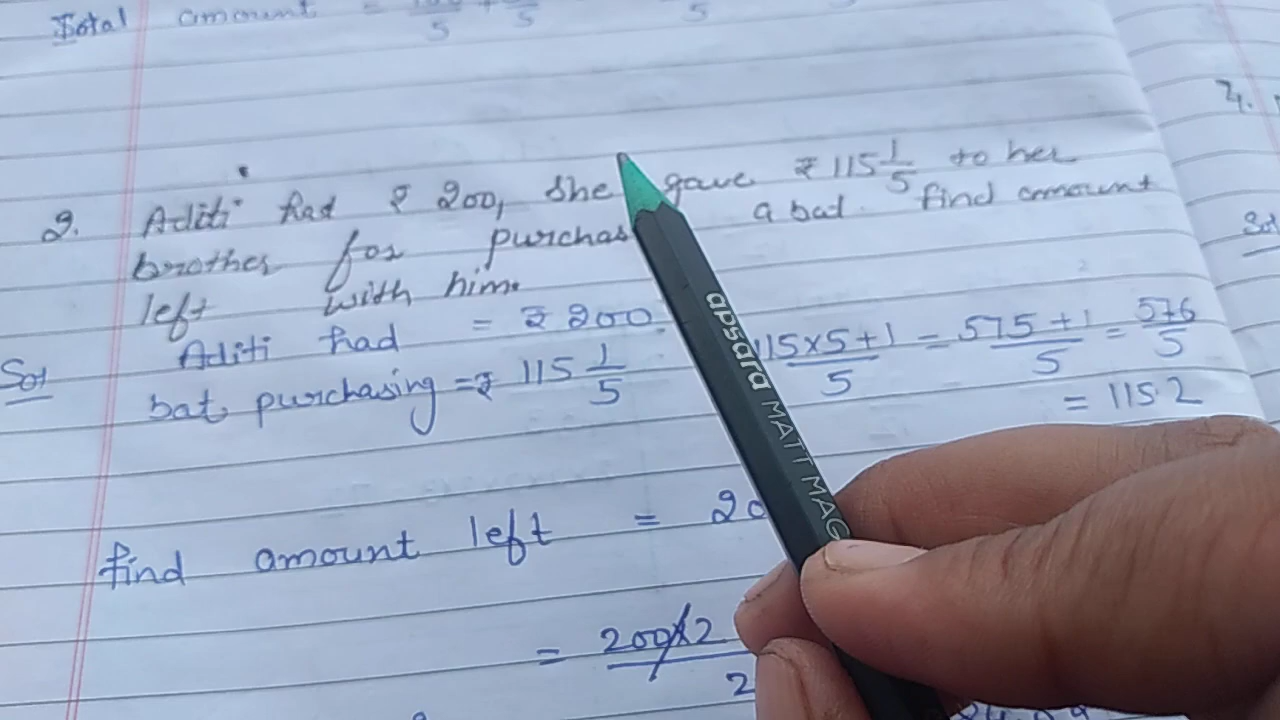 Total amount =
2. Aditi had ₹ 200, she gave ₹ 115 1/5 to her
brother for purchas a bat. find amount
left with him.
Sol Aditi had = ₹ 200.
bat purchasing = ₹ 115 1/5
115×5+1/5 = 575+1/5 = 576/5
= 115.2
find amount left = 20
= 200×2/2
apsara MATT MAG